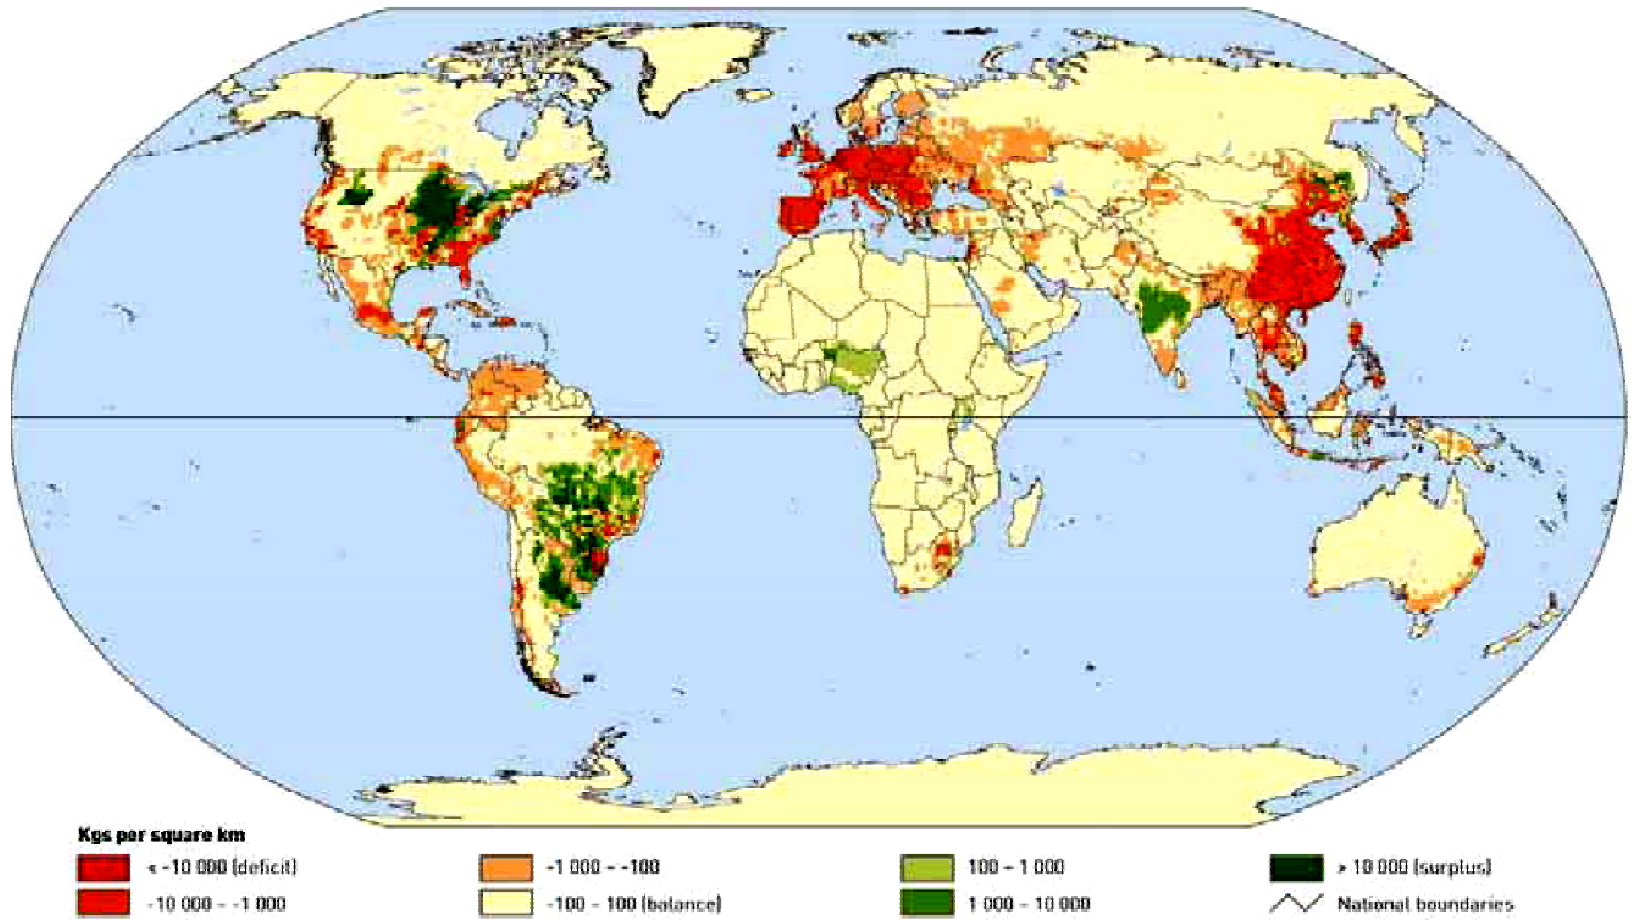 Kgs per square km
< -10 000 (deficit)
-10 000 - -1 000
-1 000 - -100
-100 - 100 (balance)
100 - 1 000
1 000 - 10 000
> 10 000 (surplus)
National boundaries